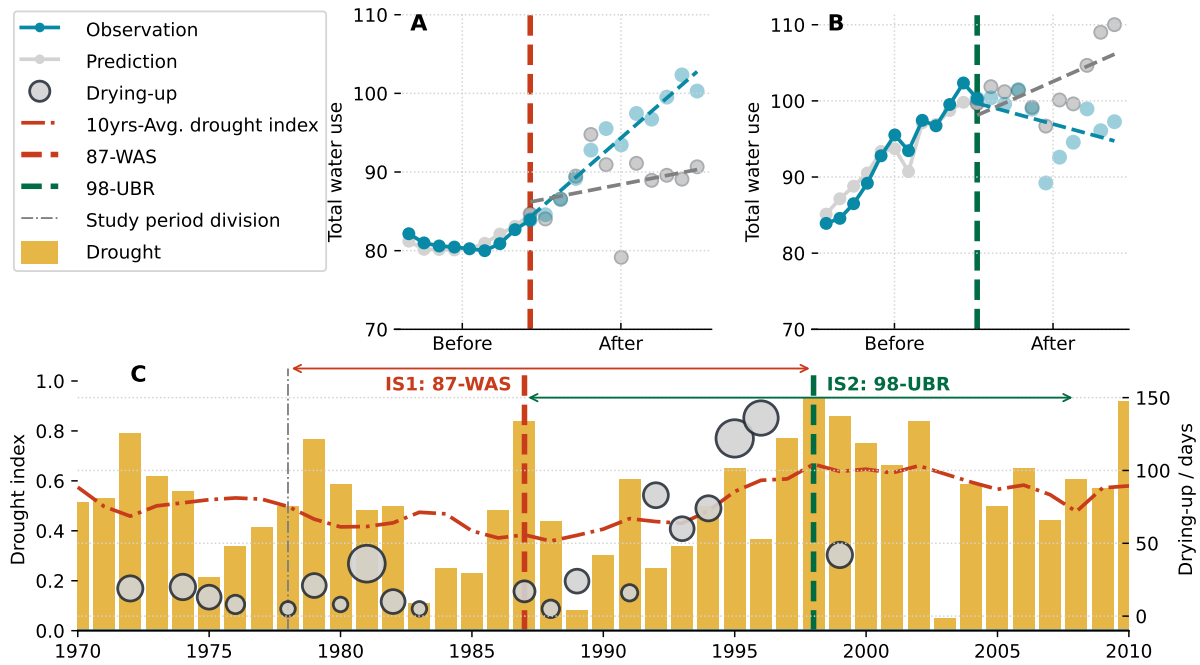 Observation
Prediction
Drying-up
10yrs-Avg. drought index
87-WAS
98-UBR
Study period division
Drought
A
Total water use
110
100
90
80
70
Before
After
B
Total water use
110
100
90
80
70
Before
After
C
IS1: 87-WAS
IS2: 98-UBR
Drought index
1.0
0.8
0.6
0.4
0.2
0.0
1970
1975
1980
1985
1990
1995
2000
2005
2010
150
100
50
0
Drying-up / days